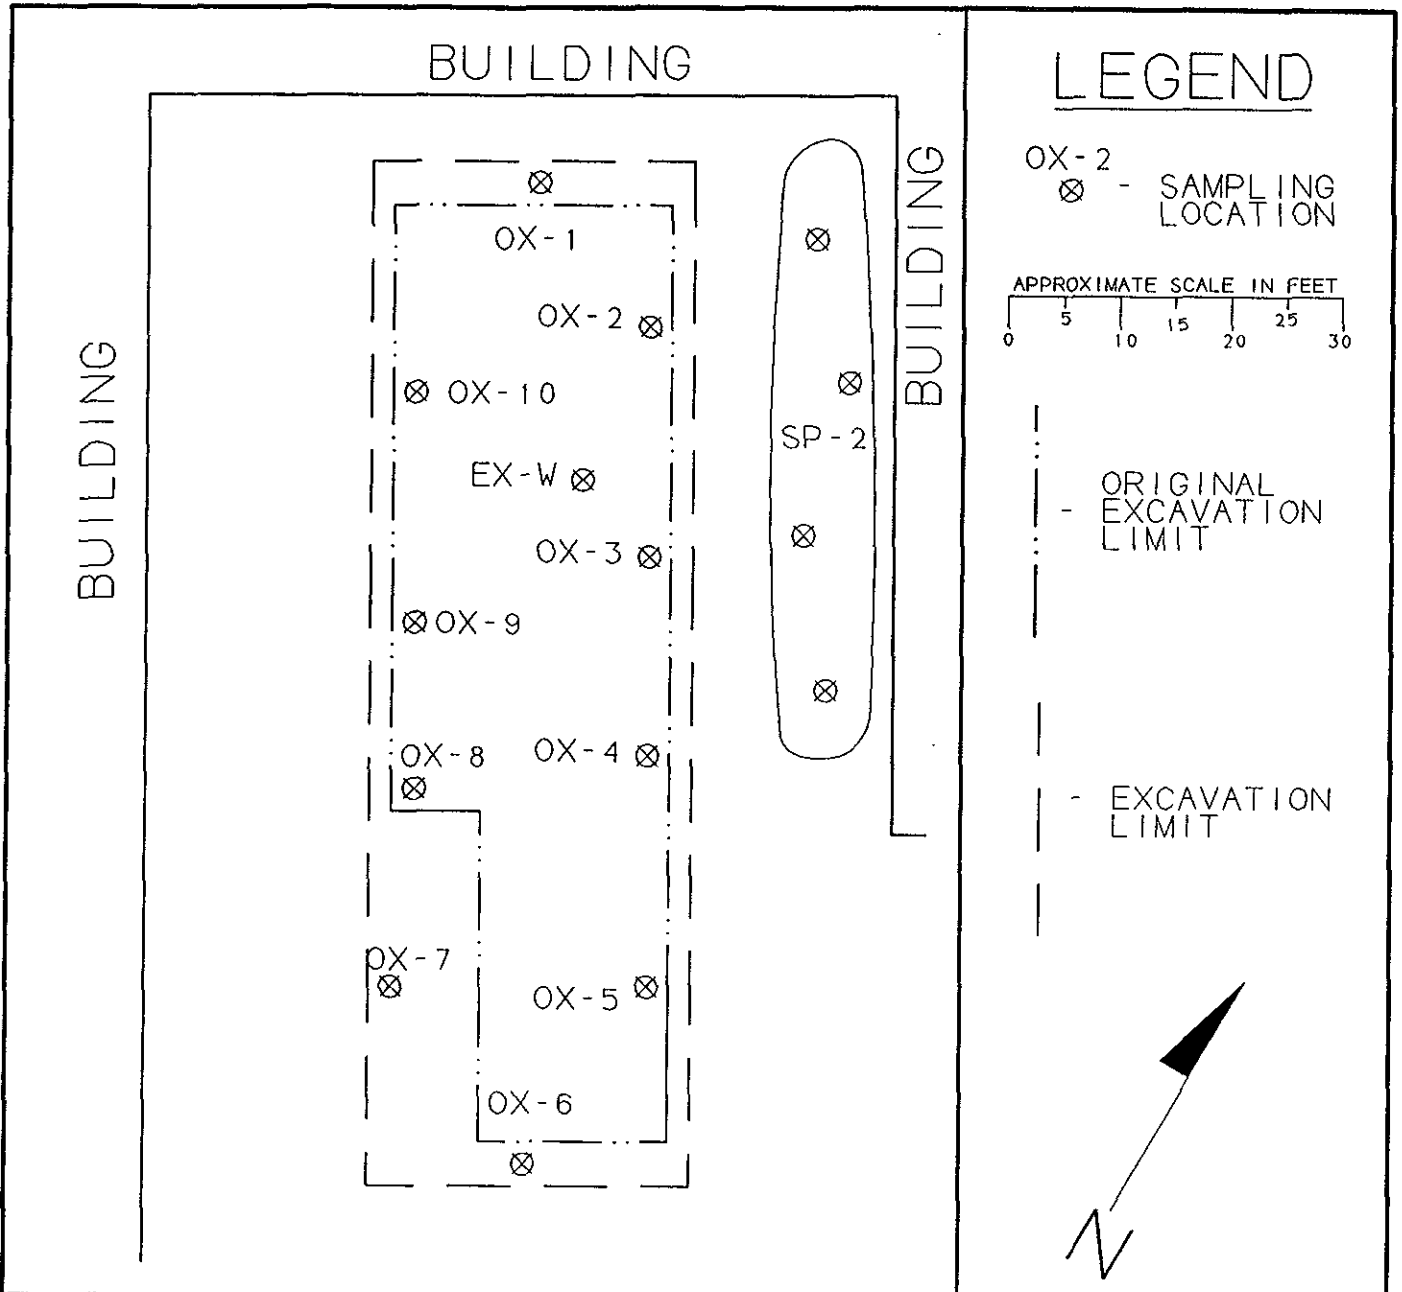 BUILDING
BUILDING
BUILDING
OX-1
OX-2
OX-10
EX-W
SP-2
OX-3
OX-9
OX-8
OX-4
OX-7
OX-5
OX-6
LEGEND
OX-2
- SAMPLING
LOCATION
APPROXIMATE SCALE IN FEET
0 5 10 15 20 25 30
- ORIGINAL
EXCAVATION
LIMIT
- EXCAVATION
LIMIT
N